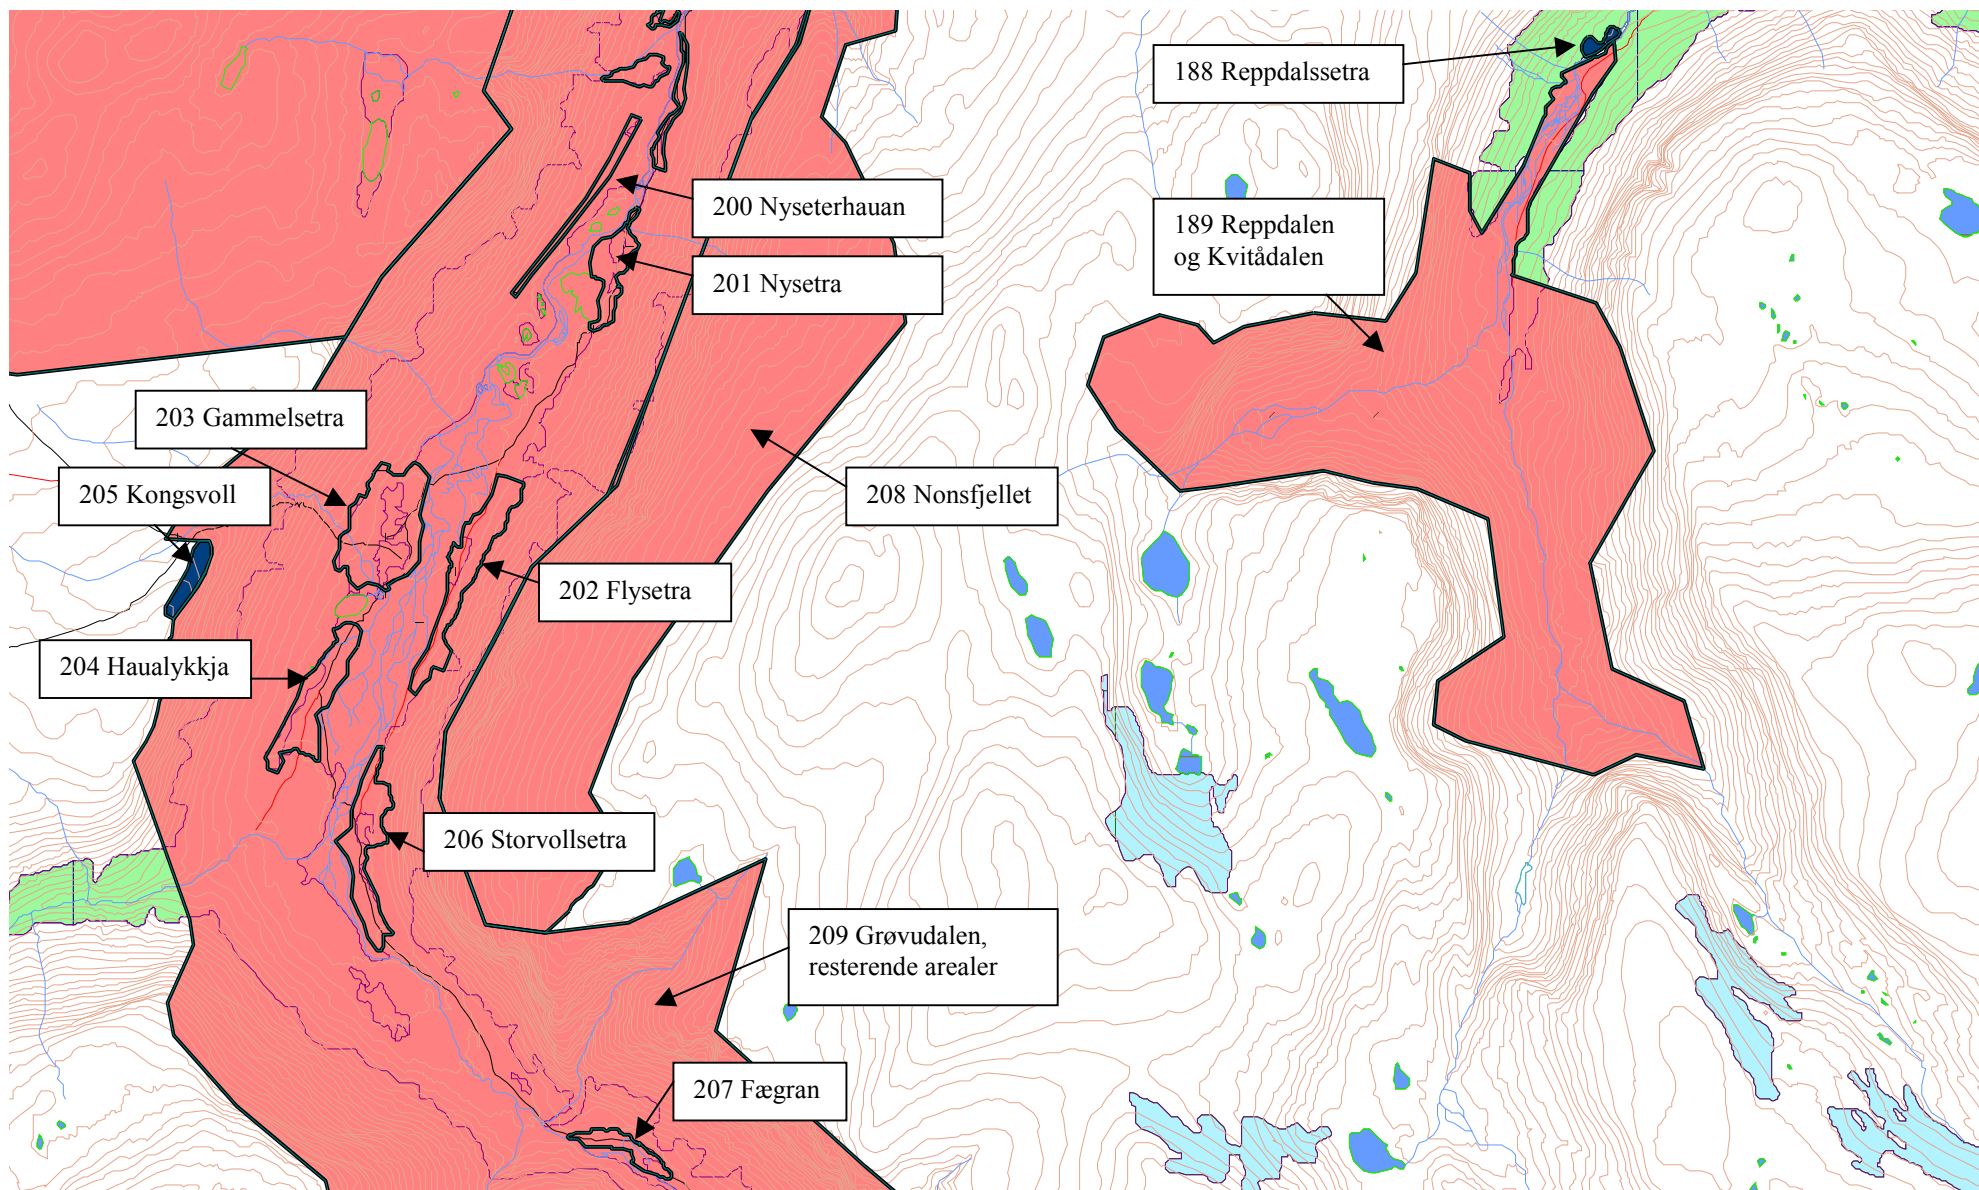 188 Reppdalssetra
200 Nyseterhauan
189 Reppdalen
og Kvitådalen
201 Nysetra
203 Gammelsetra
205 Kongsvoll
208 Nonsfjellet
202 Flysetra
204 Haualykkja
206 Storvollsetra
209 Grøvudalen,
resterende arealer
207 Fægran